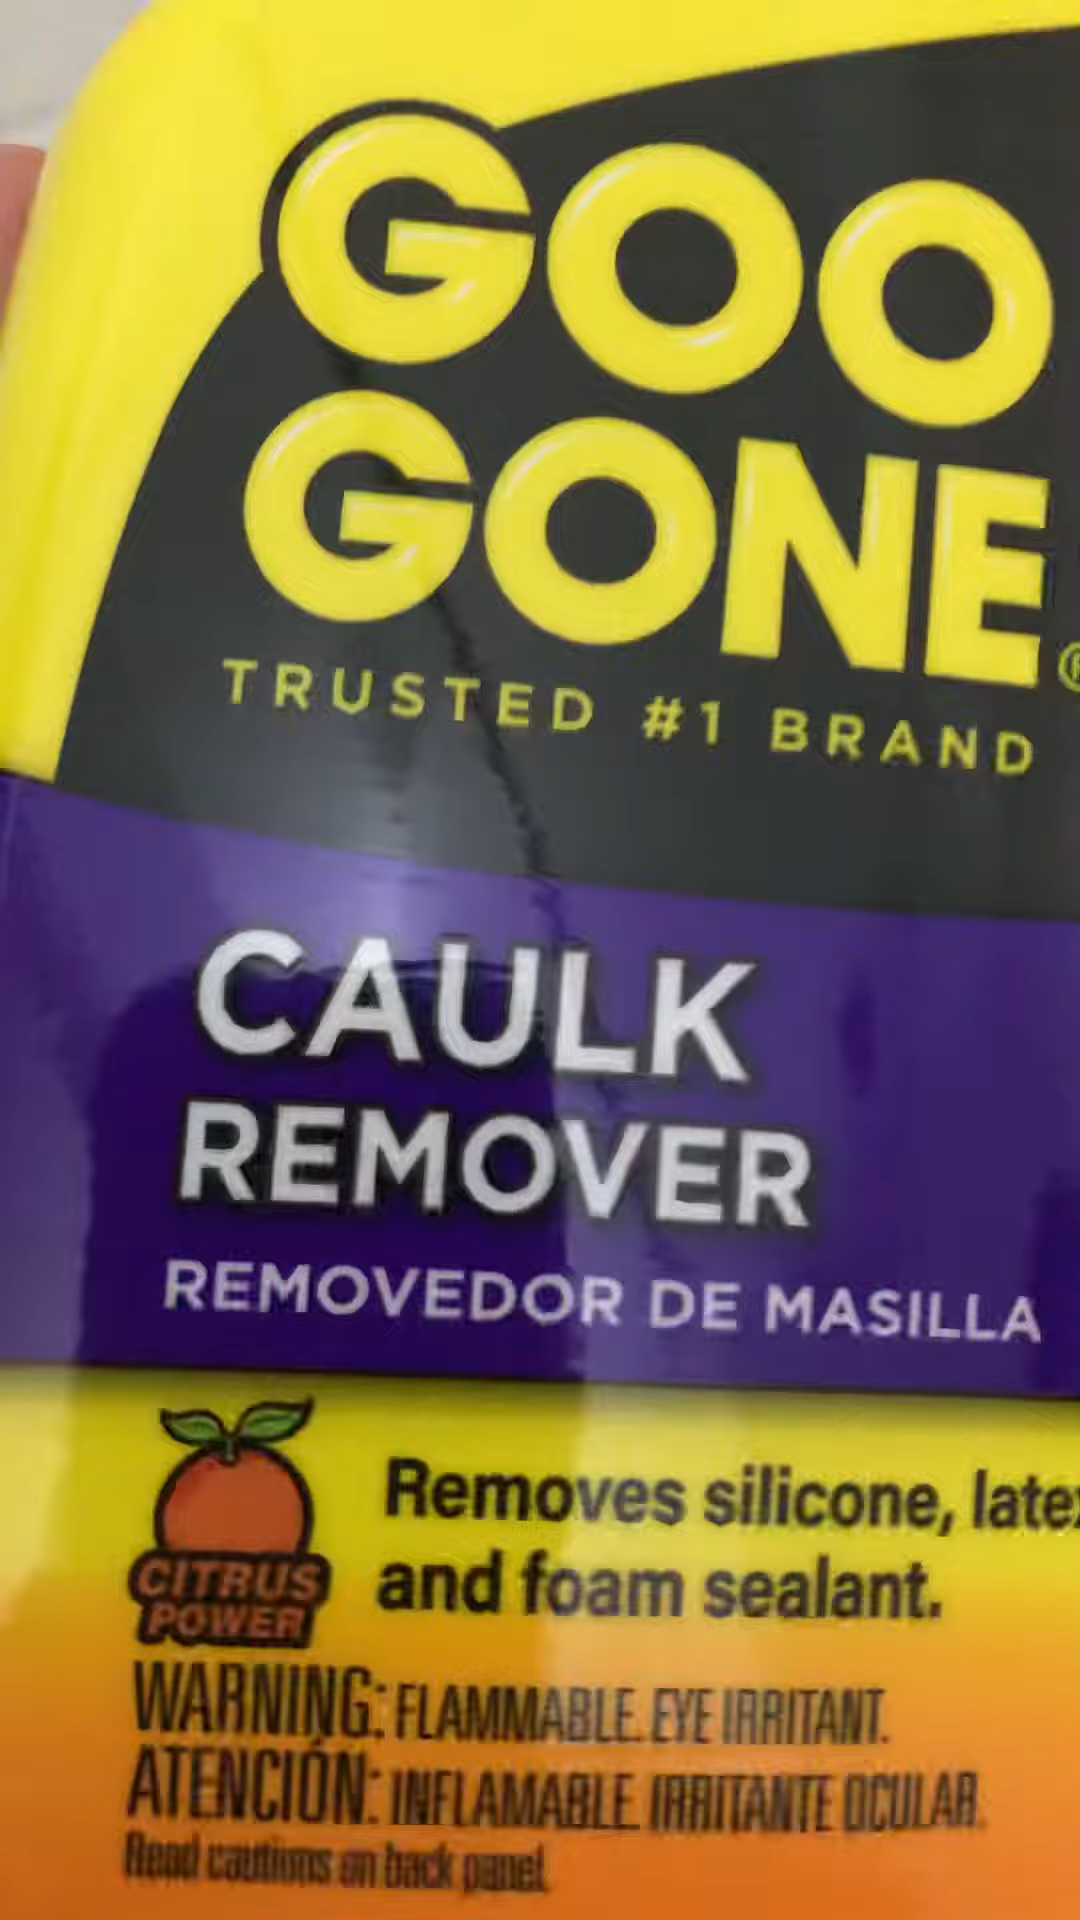 GOO
GONE®
TRUSTED #1 BRAND
CAULK
REMOVER
REMOVEDOR DE MASILLA
CITRUS
POWER
Removes silicone, latex
and foam sealant.
WARNING: FLAMMABLE. EYE IRRITANT.
ATENCIÓN: INFLAMABLE. IRRITANTE OCULAR.
Read cautions on back panel.